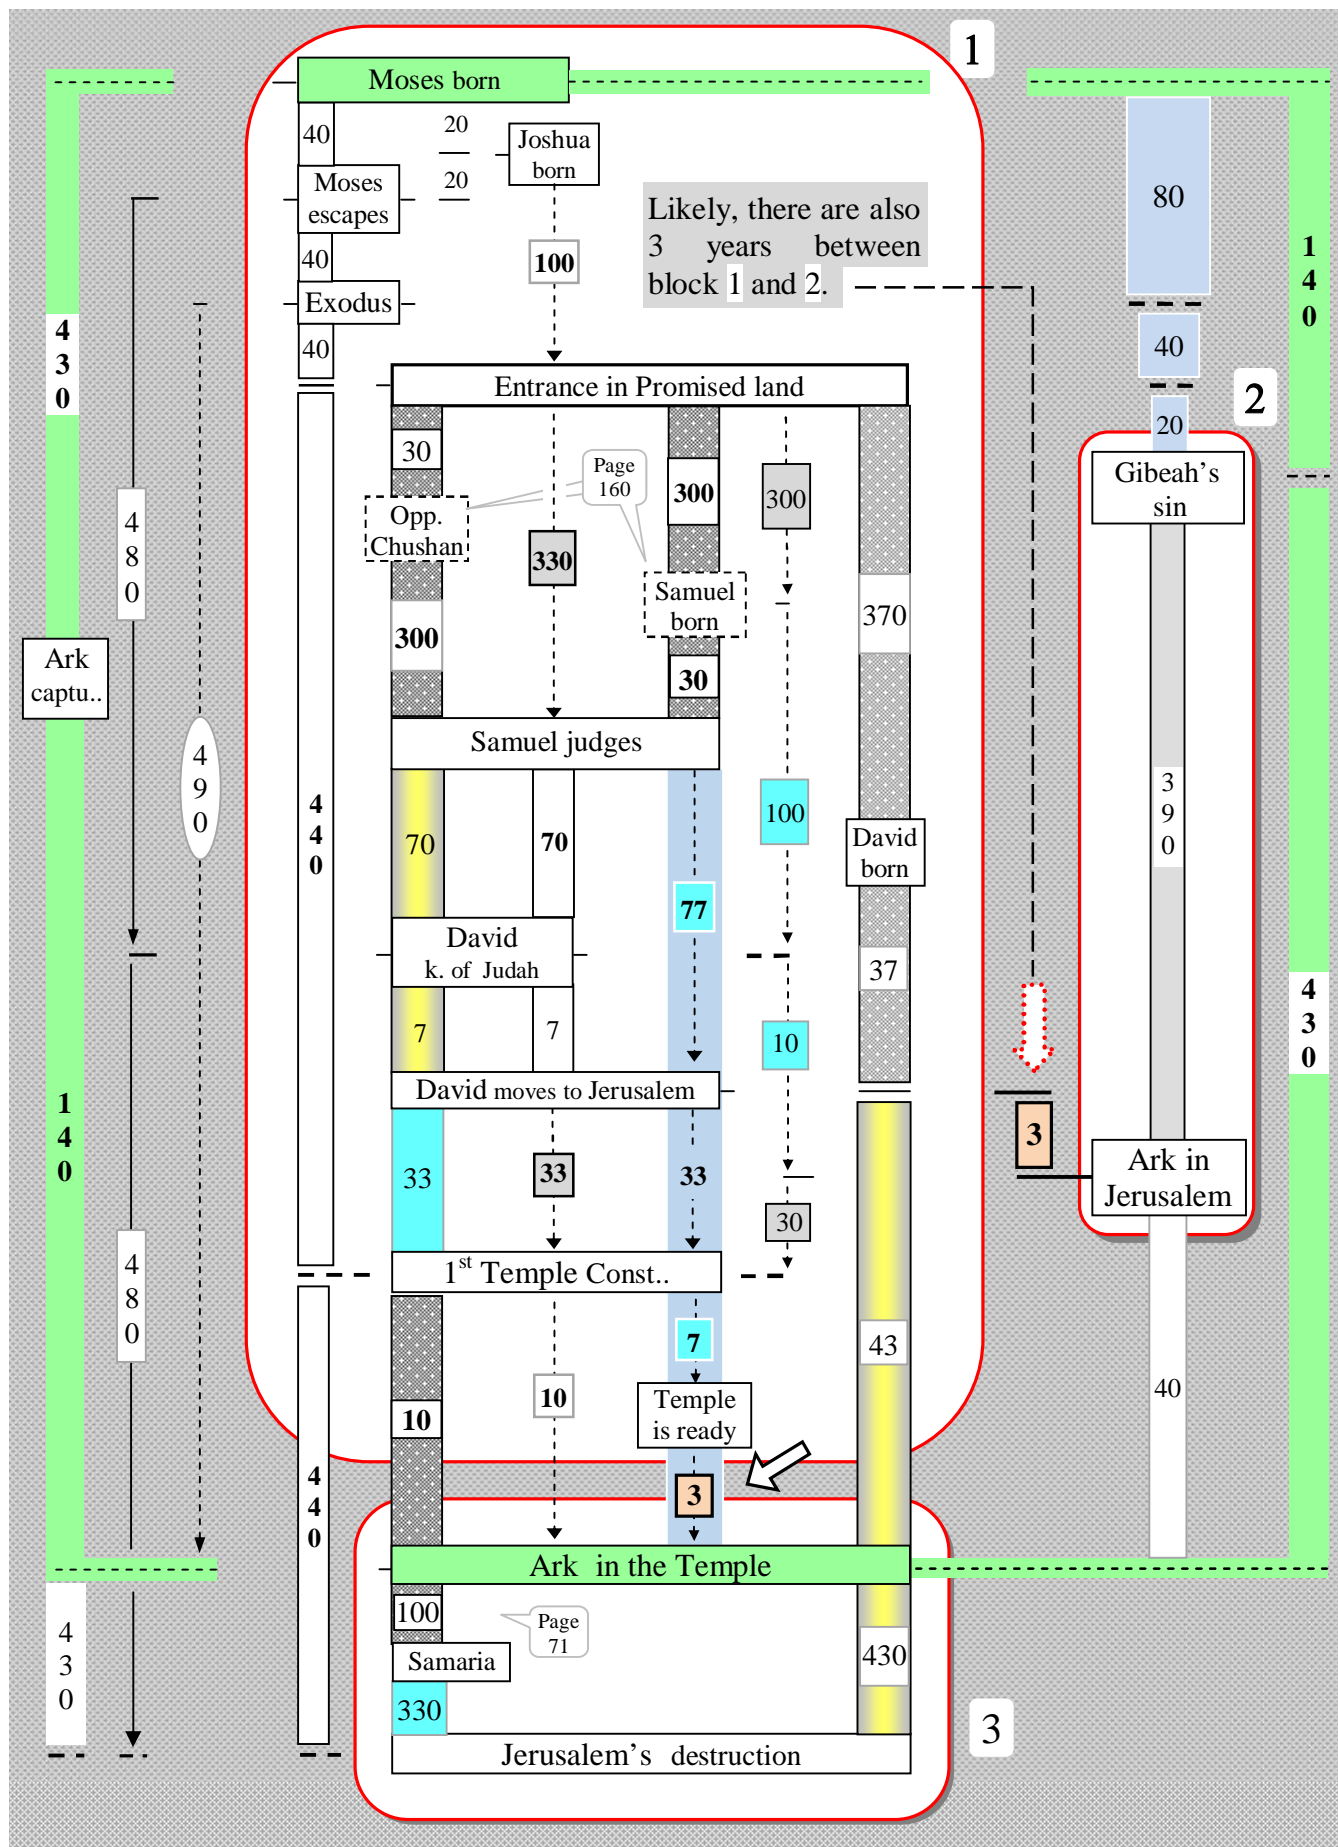 1
Moses born
40
20
Joshua
born
20
Moses
escapes
80
Likely, there are also
3 years between
block 1 and 2.
100
40
Exodus
140
430
40
40
Entrance in Promised land
2
20
30
Page
160
300
300
Gibeah's
sin
480
Opp.
Chushan
330
Samuel
born
370
300
30
Ark
captu..
Samuel judges
490
440
390
70
70
100
David
born
77
David
k. of Judah
37
430
7
7
10
David moves to Jerusalem
3
140
33
33
33
Ark in
Jerusalem
30
480
1st Temple Const..
7
43
10
10
Temple
is ready
40
440
3
Ark in the Temple
100
Page
71
430
430
Samaria
330
3
Jerusalem's destruction